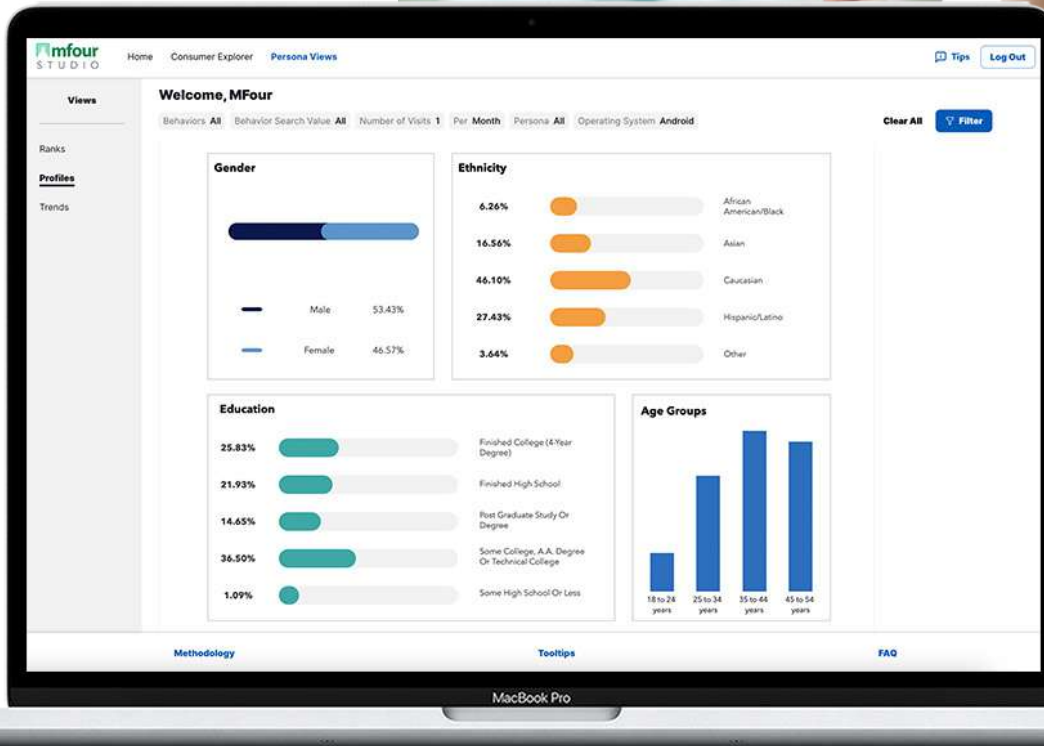 mfour
STUDIO
Home Consumer Explorer Persona Views
Tips Log Out
Views
Ranks
Profiles
Trends
Welcome, MFour
Behaviors All Behavior Search Value All Number of Visits 1 Per Month Persona All Operating System Android
Clear All Filter
Gender
Male 53.43%
Female 46.57%
Ethnicity
6.26% African
American/Black
16.56% Asian
46.10% Caucasian
27.43% Hispanic/Latino
3.64% Other
Education
25.83% Finished College (4-Year
Degree)
21.93% Finished High School
14.65% Post Graduate Study Or
Degree
36.50% Some College, A.A. Degree
Or Technical College
1.09% Some High School Or Less
Age Groups
18 to 24
years
25 to 34
years
35 to 44
years
45 to 54
years
Methodology Tooltips FAQ
MacBook Pro